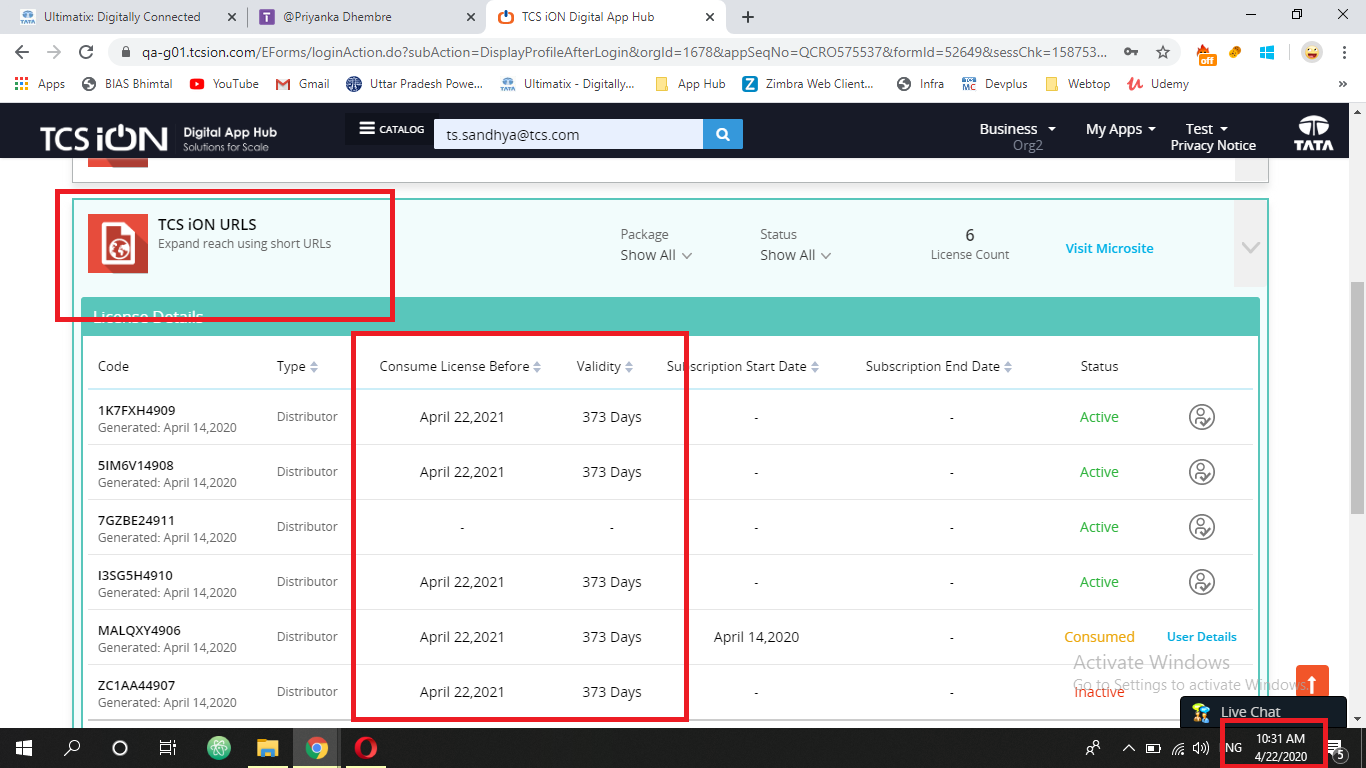 Ultimatix: Digitally Connected
@Priyanka Dhembre
TCS iON Digital App Hub
qa-g01.tcsion.com/EForms/loginAction.do?subAction=DisplayProfileAfterLogin&orgId=1678&appSeqNo=QCRO575537&formId=52649&sessChk=158753...
off
Apps
BIAS Bhimtal
YouTube
Gmail
Uttar Pradesh Powe...
Ultimatix - Digitally...
App Hub
Zimbra Web Client...
Infra
Devplus
Webtop
Udemy
»
TCS iON
Digital App Hub
Solutions for Scale
CATALOG
ts.sandhya@tcs.com
Business
Org2
My Apps
Test
Privacy Notice
TATA
TCS iON URLS
Expand reach using short URLs
Package
Show All
Status
Show All
6
License Count
Visit Microsite
License Details
Code Type Consume License Before Validity Subscription Start Date Subscription End Date Status
1K7FXH4909
Generated: April 14,2020
Distributor April 22,2021 373 Days - - Active
5IM6V14908
Generated: April 14,2020
Distributor April 22,2021 373 Days - - Active
7GZBE24911
Generated: April 14,2020
Distributor - - - - Active
I3SG5H4910
Generated: April 14,2020
Distributor April 22,2021 373 Days - - Active
MALQXY4906
Generated: April 14,2020
Distributor April 22,2021 373 Days April 14,2020 - Consumed User Details
ZC1AA44907
Generated: April 14,2020
Distributor April 22,2021 373 Days - - Inactive
Activate Windows
Go to Settings to activate Windows.
Live Chat
NG
10:31 AM
4/22/2020
5